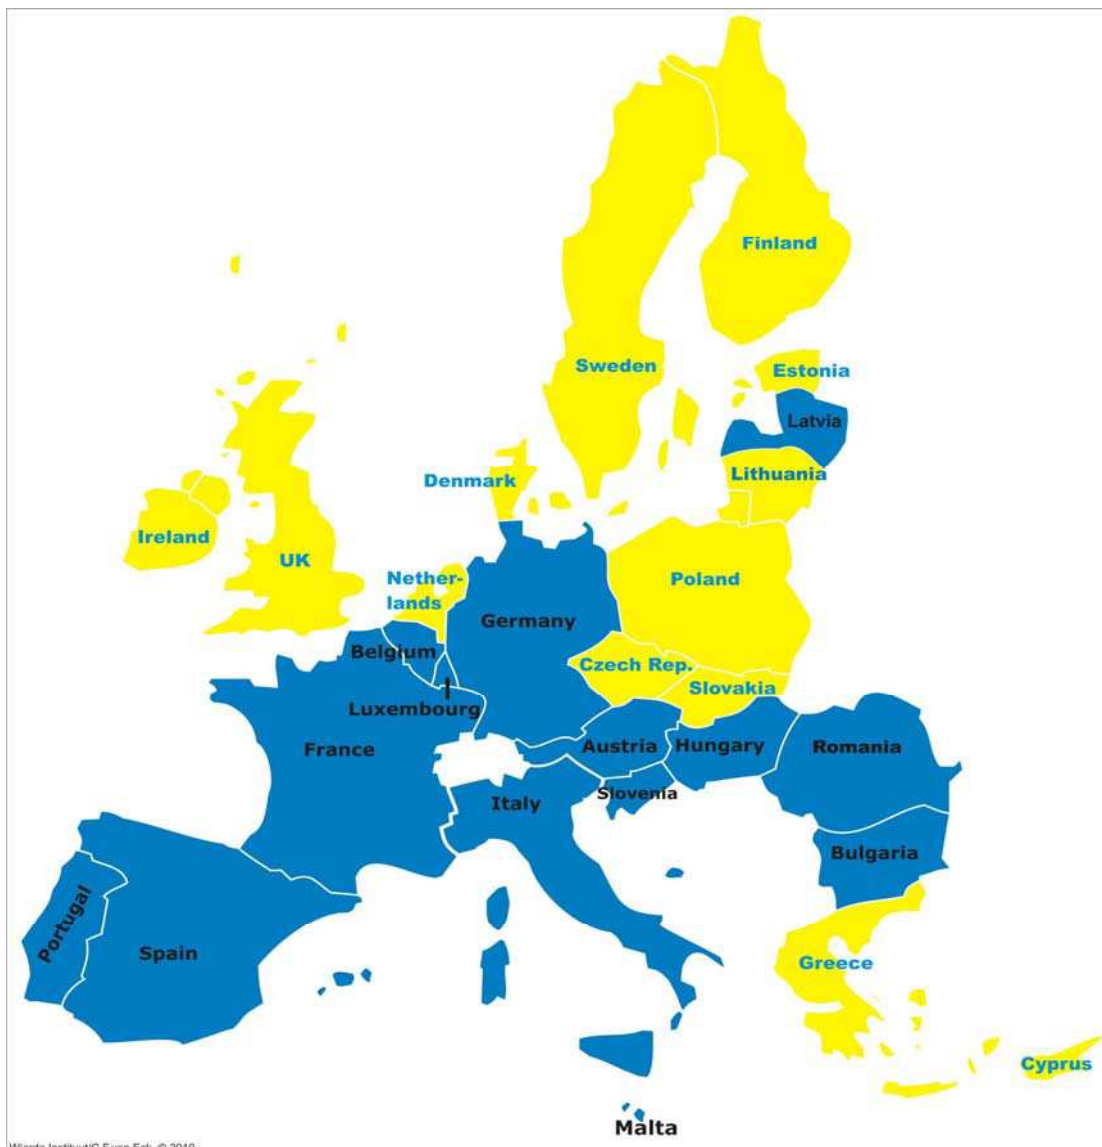 Finland
Sweden
Estonia
Latvia
Lithuania
Denmark
Ireland
UK
Nether-
lands
Poland
Germany
Belgium
Czech Rep.
Slovakia
Luxembourg
France
Austria
Hungary
Romania
Slovenia
Italy
Bulgaria
Portugal
Spain
Greece
Cyprus
Malta